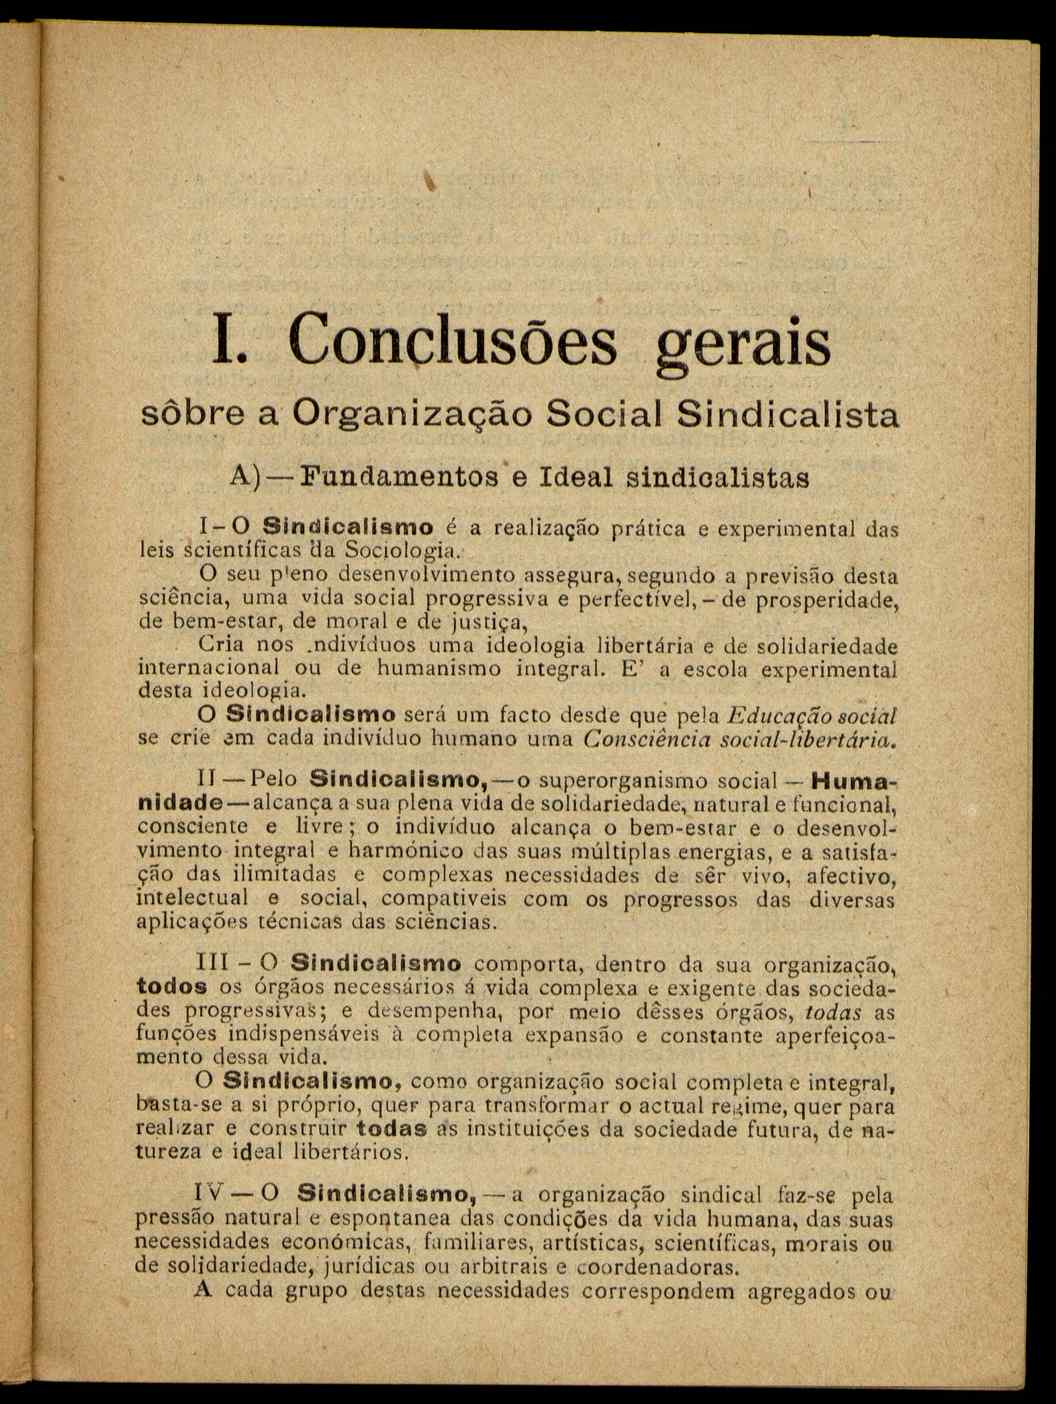 I. Conclusões gerais
sôbre a Organização Social Sindicalista
A) — Fundamentos e Ideal sindicalistas
I – O Sindicalismo é a realização prática e experimental das
leis scientíficas da Sociologia.
O seu p'eno desenvolvimento assegura, segundo a previsão desta
sciência, uma vida social progressiva e perfectível, – de prosperidade,
de bem-estar, de moral e de justiça,
Cria nos .ndivíduos uma ideologia libertária e de solidariedade
internacional ou de humanismo integral. E' a escola experimental
desta ideologia.
O Sindicalismo será um facto desde que pela Educação social
se crie em cada indivíduo humano uma Consciência social-libertária.
II — Pelo Sindicalismo, — o superorganismo social — Huma-
nidade — alcança a sua plena vida de solidariedade, natural e funcional,
consciente e livre ; o indivíduo alcança o bem-estar e o desenvol-
vimento integral e harmónico das suas múltiplas energias, e a satisfa-
ção das ilimitadas e complexas necessidades de sêr vivo, afectivo,
intelectual e social, compativeis com os progressos das diversas
aplicações técnicas das sciências.
III – O Sindicalismo comporta, dentro da sua organização,
todos os órgãos necessários á vida complexa e exigente das socieda-
des progressivas; e desempenha, por meio dêsses órgãos, todas as
funções indispensáveis à completa expansão e constante aperfeiçoa-
mento dessa vida.
O Sindicalismo, como organização social completa e integral,
basta-se a si próprio, quer para transformar o actual regime, quer para
realizar e construir todas as instituições da sociedade futura, de na-
tureza e ideal libertários.
IV — O Sindicalismo, — a organização sindical faz-se pela
pressão natural e espontanea das condições da vida humana, das suas
necessidades económicas, familiares, artísticas, scientíficas, morais ou
de solidariedade, jurídicas ou arbitrais e coordenadoras.
A cada grupo destas necessidades correspondem agregados ou